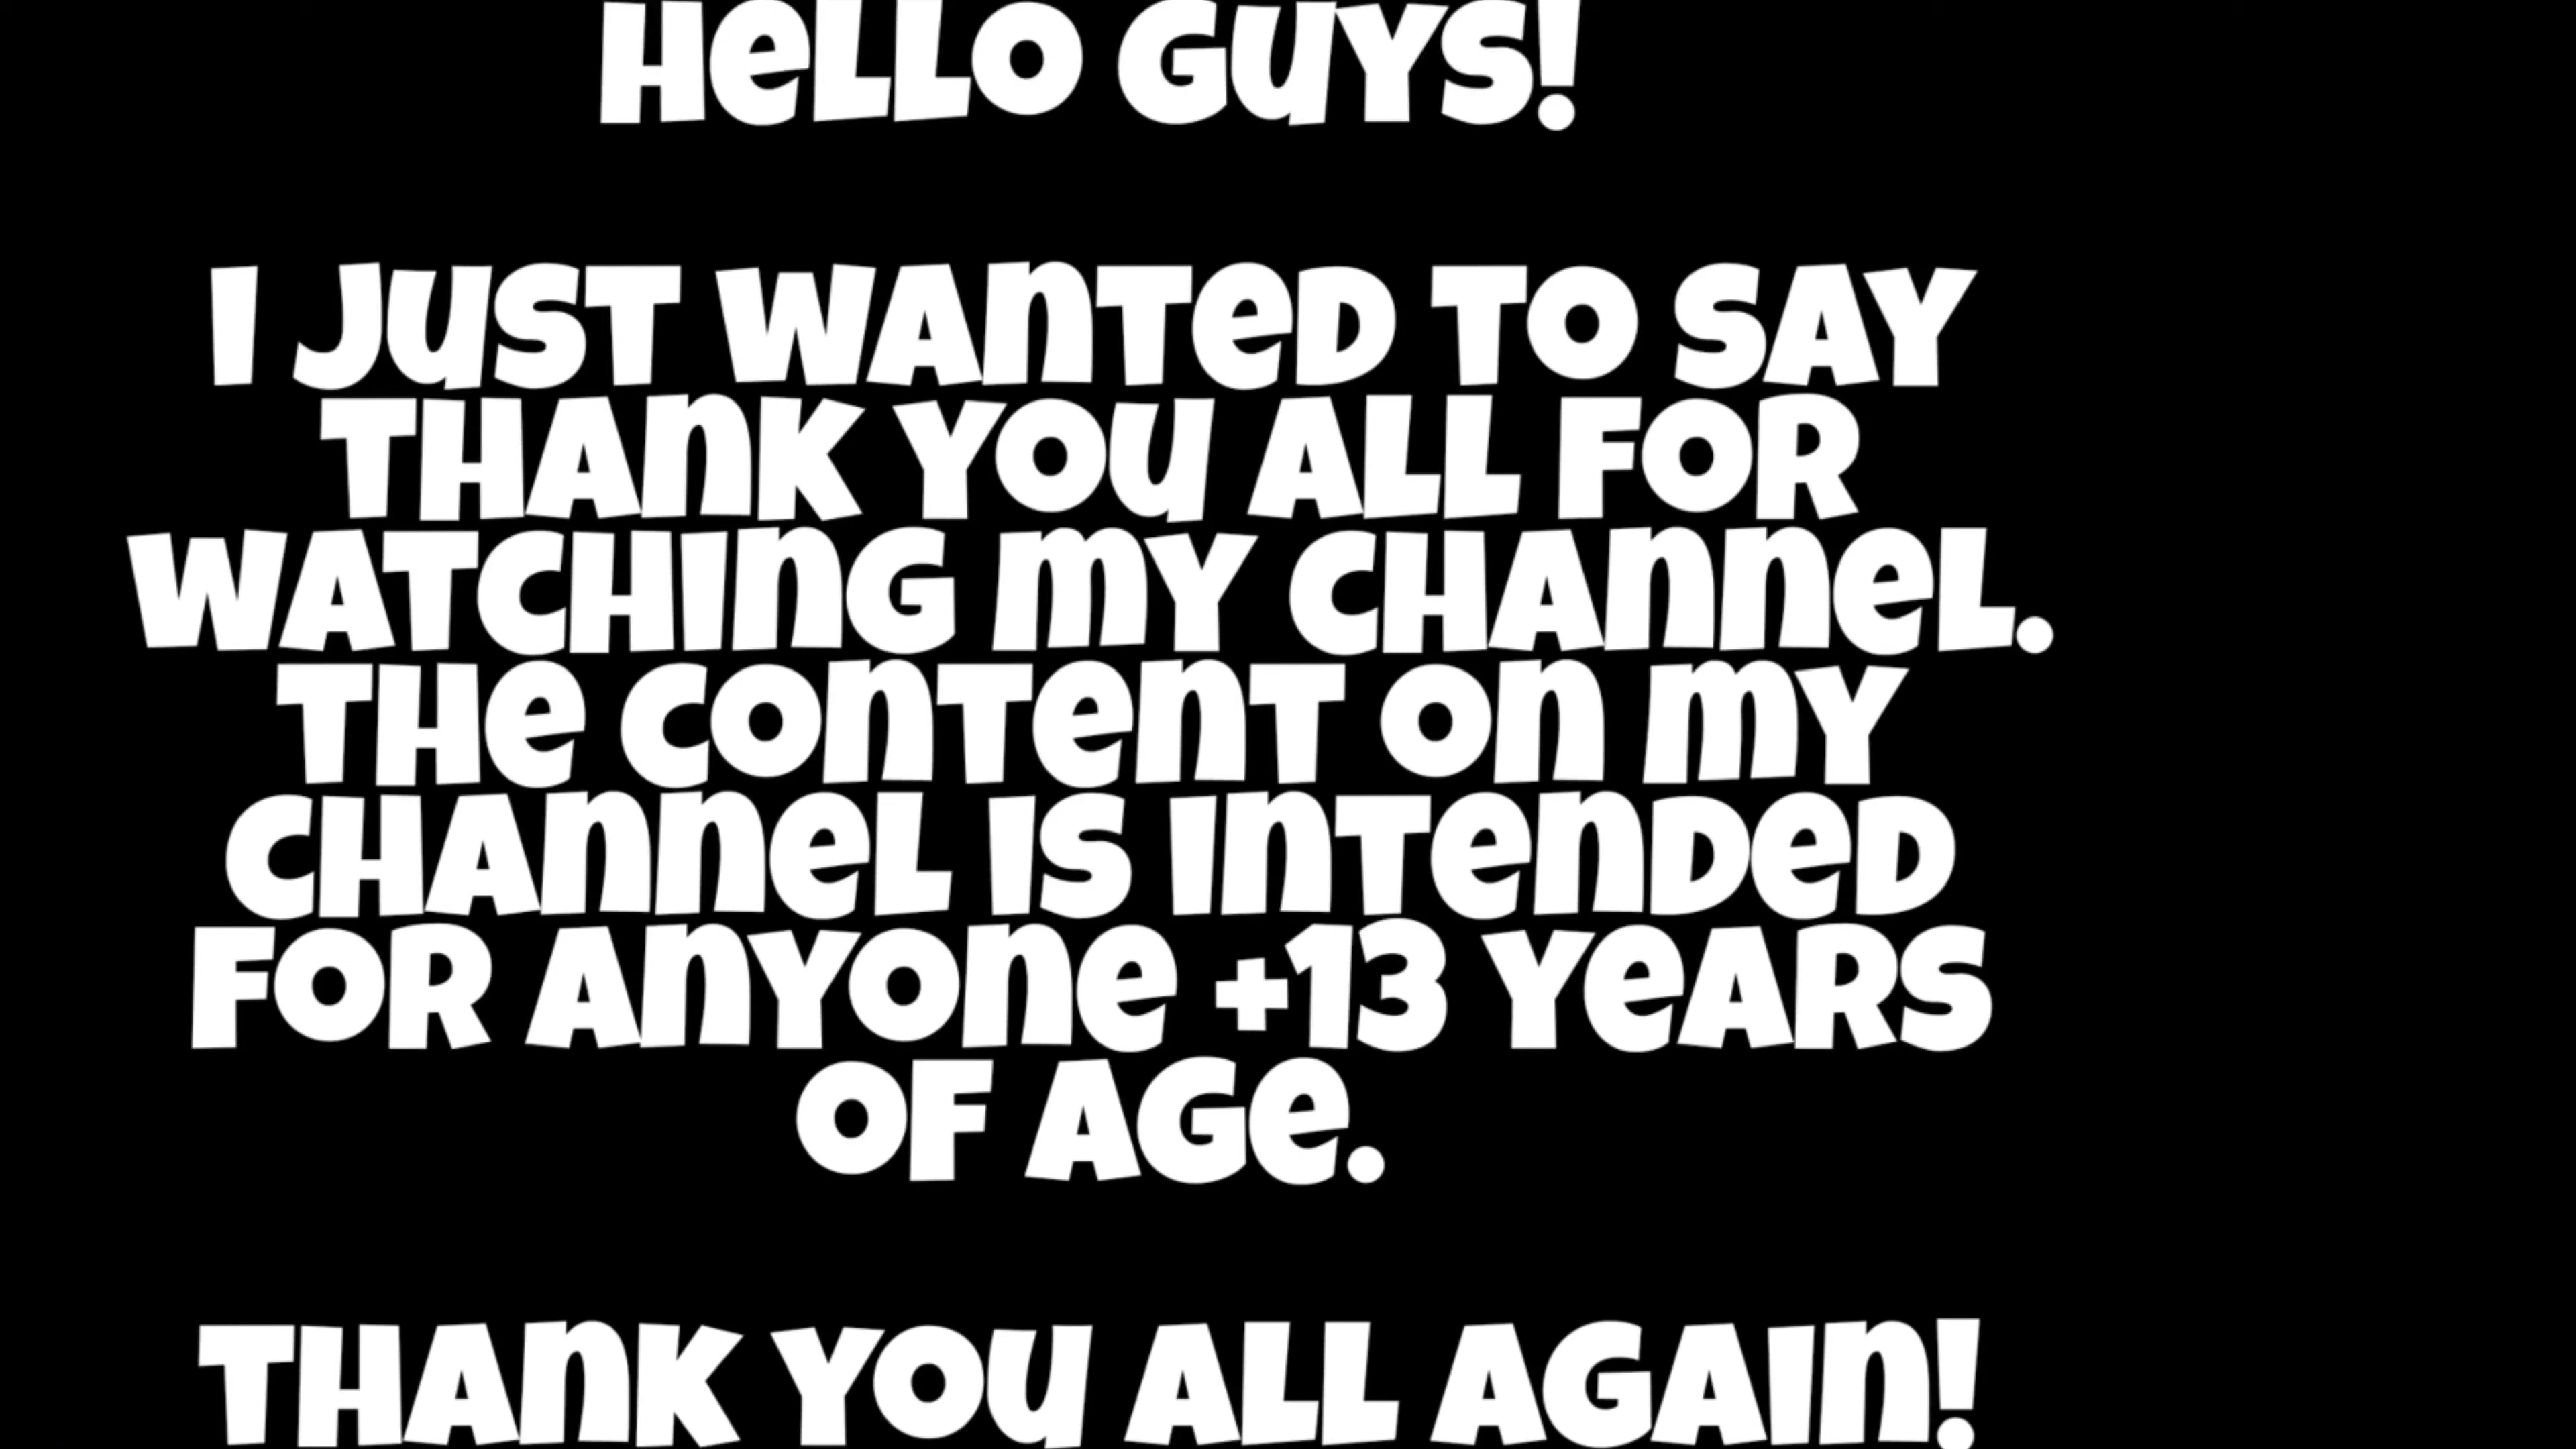 Hello Guys!
I just wanted to say
thank you all for
watching my channel.
The content on my
channel is intended
for anyone +13 years
of age.
Thank you all again!